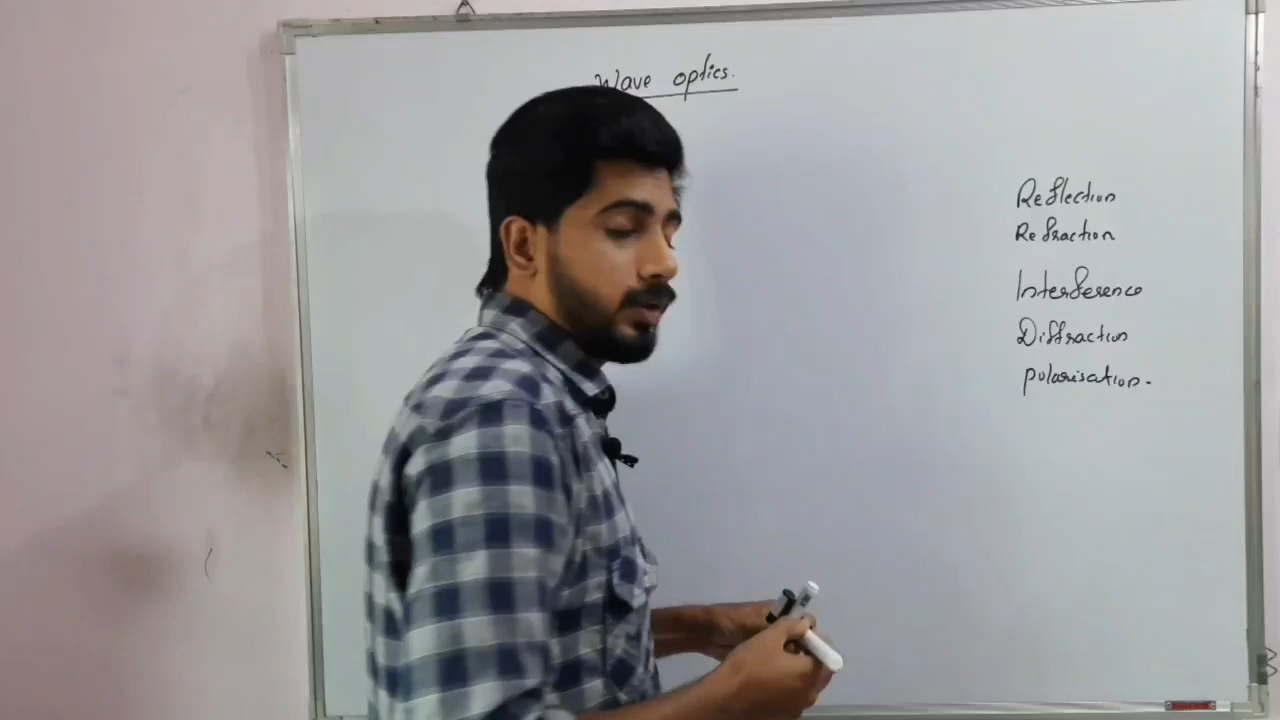 Wave optics.
Reflection
Refraction
Interference
Diffraction
polarisation.